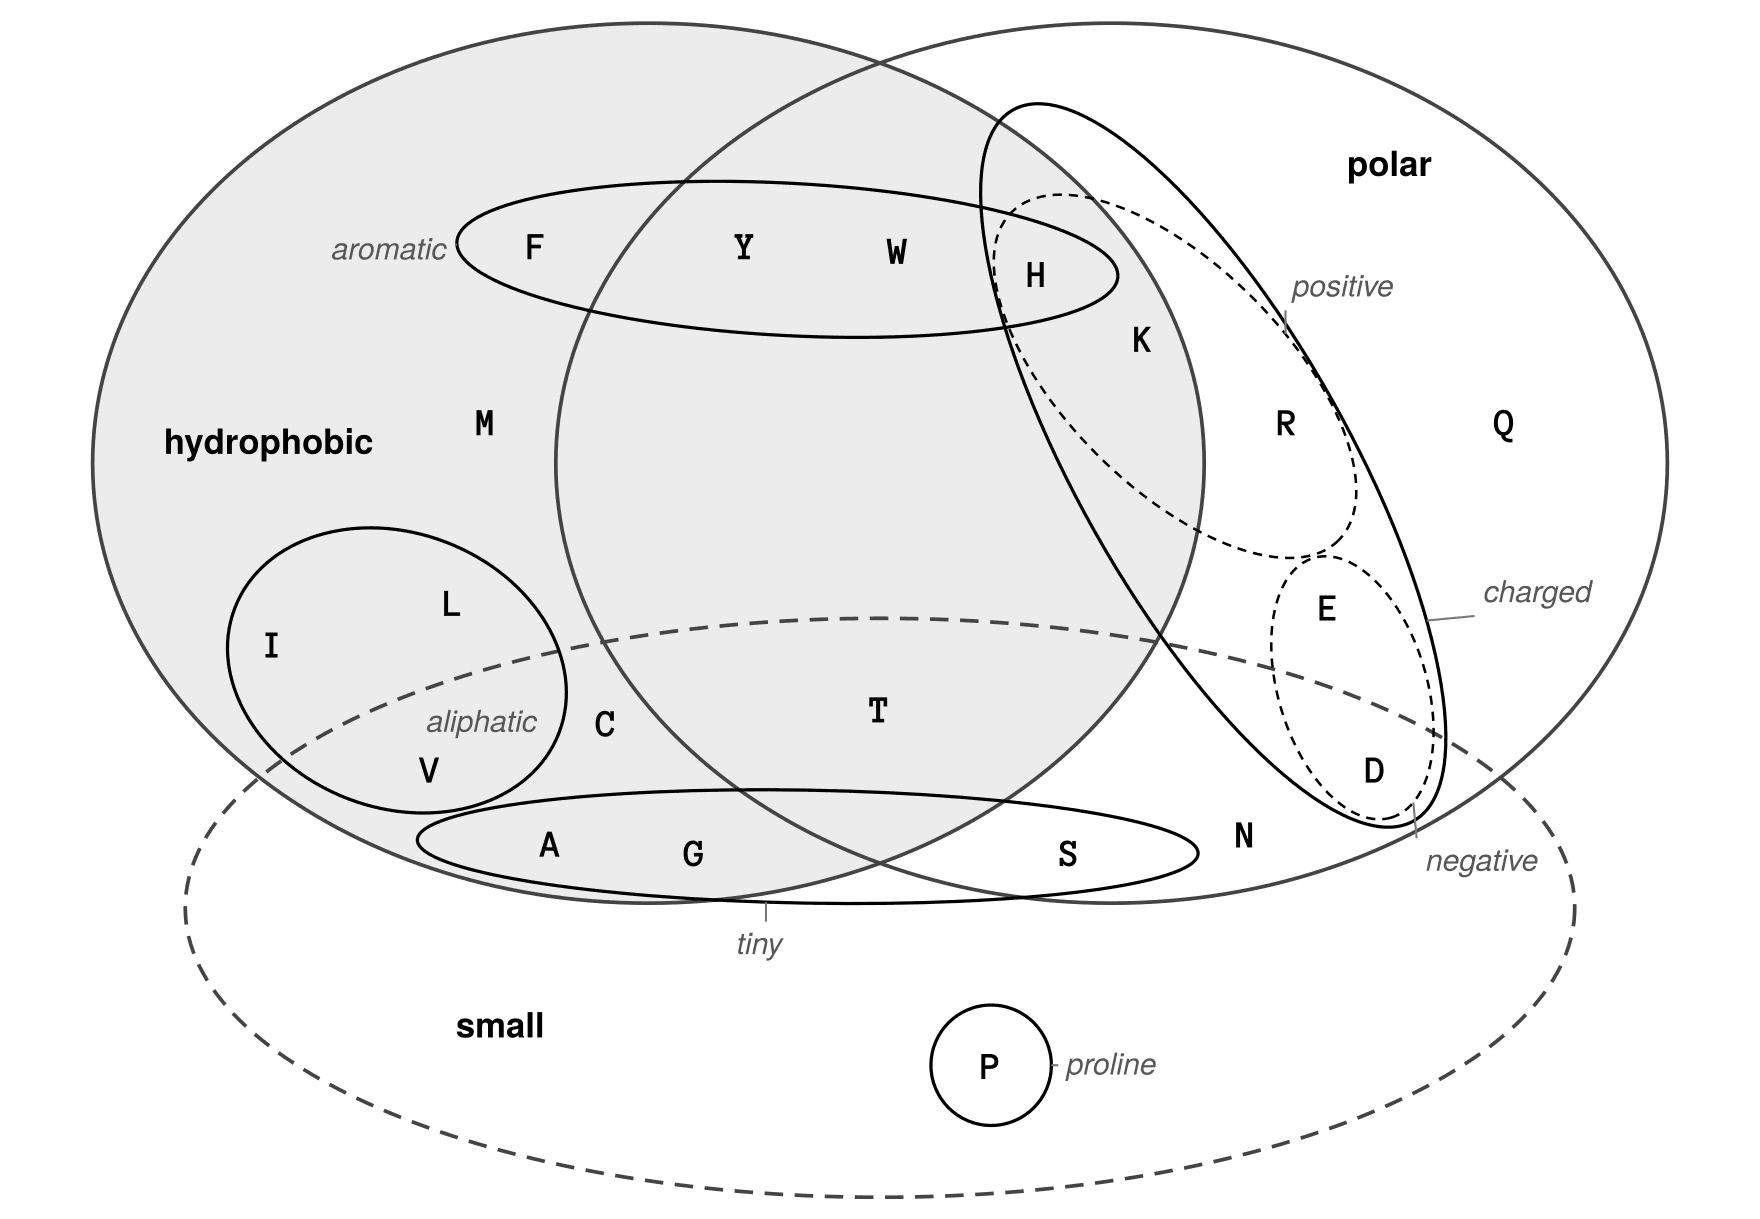 polar
aromatic
F
Y
W
H
positive
K
hydrophobic
M
R
Q
charged
L
E
I
aliphatic
C
T
V
D
A
G
S
N
negative
tiny
small
P
proline